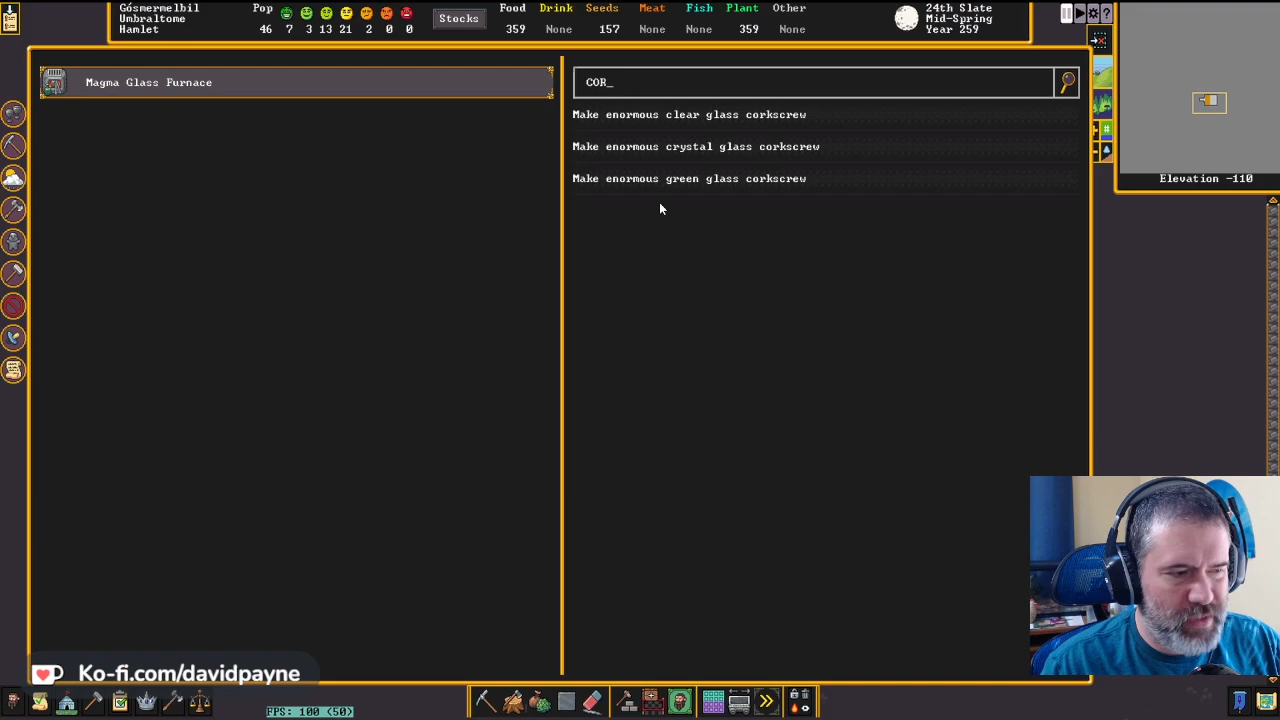 Gósmermelbil
Umbraltome
Hamlet
Pop
46 7 3 13 21 2 0 0
Stocks
Food Drink Seeds Meat Fish Plant Other
359 None 157 None None 359 None
24th Slate
Mid-Spring
Year 259
?
Magma Glass Furnace
COR_
Make enormous clear glass corkscrew
Make enormous crystal glass corkscrew
Make enormous green glass corkscrew
Elevation -110
Ko-fi.com/davidpayne
FPS: 100 (50)